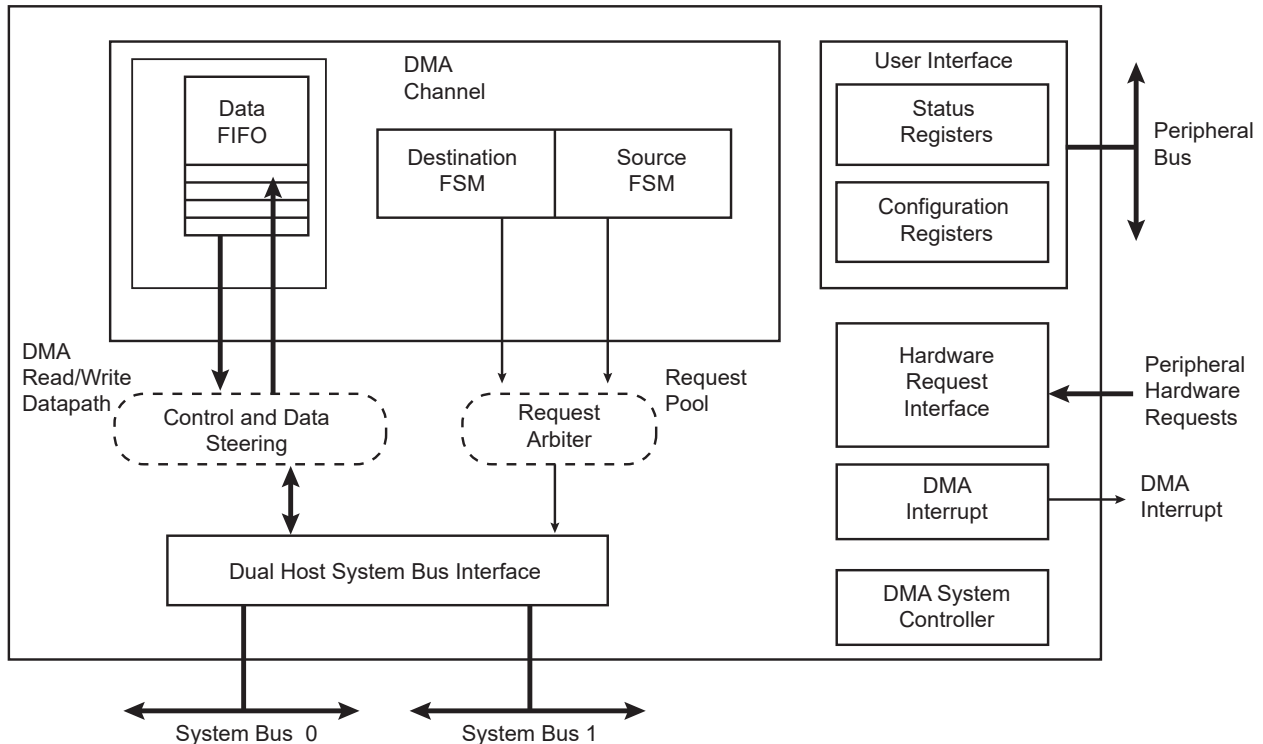 DMA
Channel
Data
FIFO
Destination
FSM
Source
FSM
User Interface
Status
Registers
Configuration
Registers
Peripheral
Bus
DMA
Read/Write
Datapath
Control and Data
Steering
Request
Arbiter
Request
Pool
Hardware
Request
Interface
Peripheral
Hardware
Requests
DMA
Interrupt
DMA
Interrupt
Dual Host System Bus Interface
DMA System
Controller
System Bus 0
System Bus 1